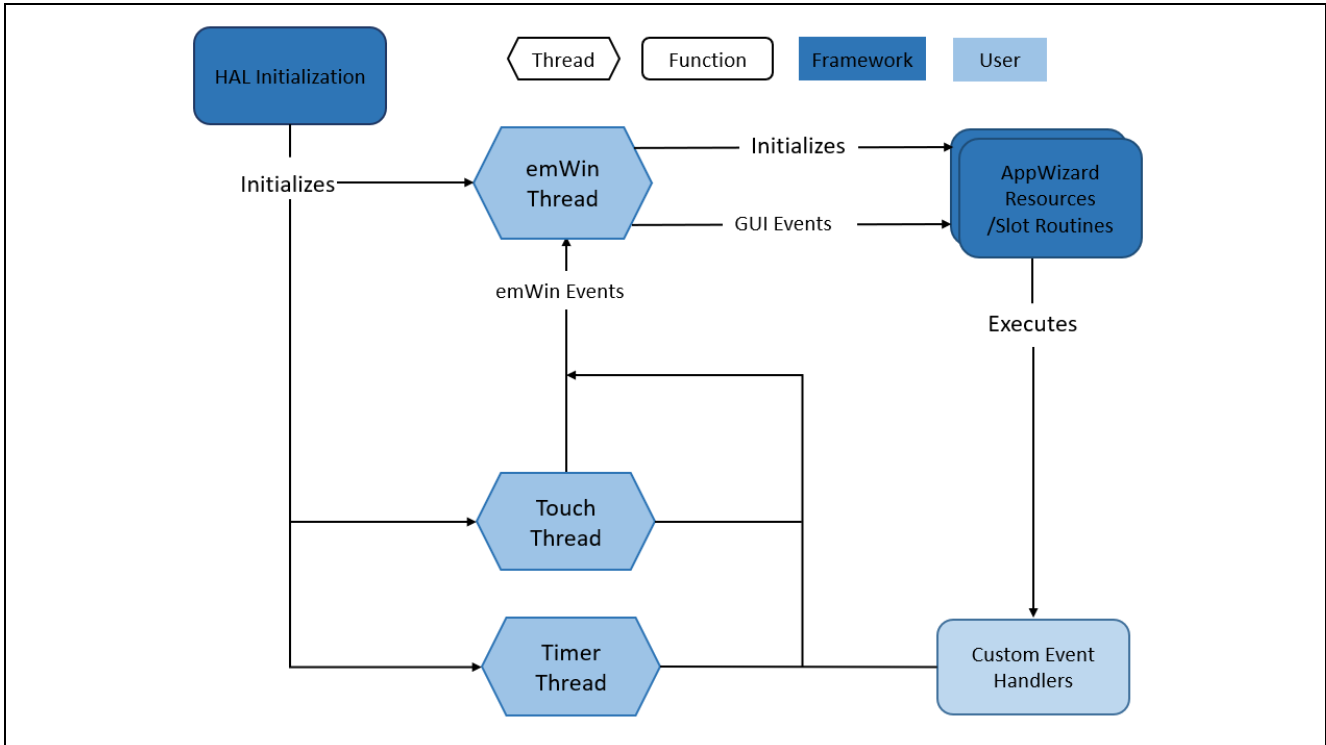 HAL Initialization
Thread
Function
Framework
User
Initializes
emWin
Thread
Initializes
GUI Events
AppWizard
Resources
/Slot Routines
emWin Events
Executes
Touch
Thread
Timer
Thread
Custom Event
Handlers